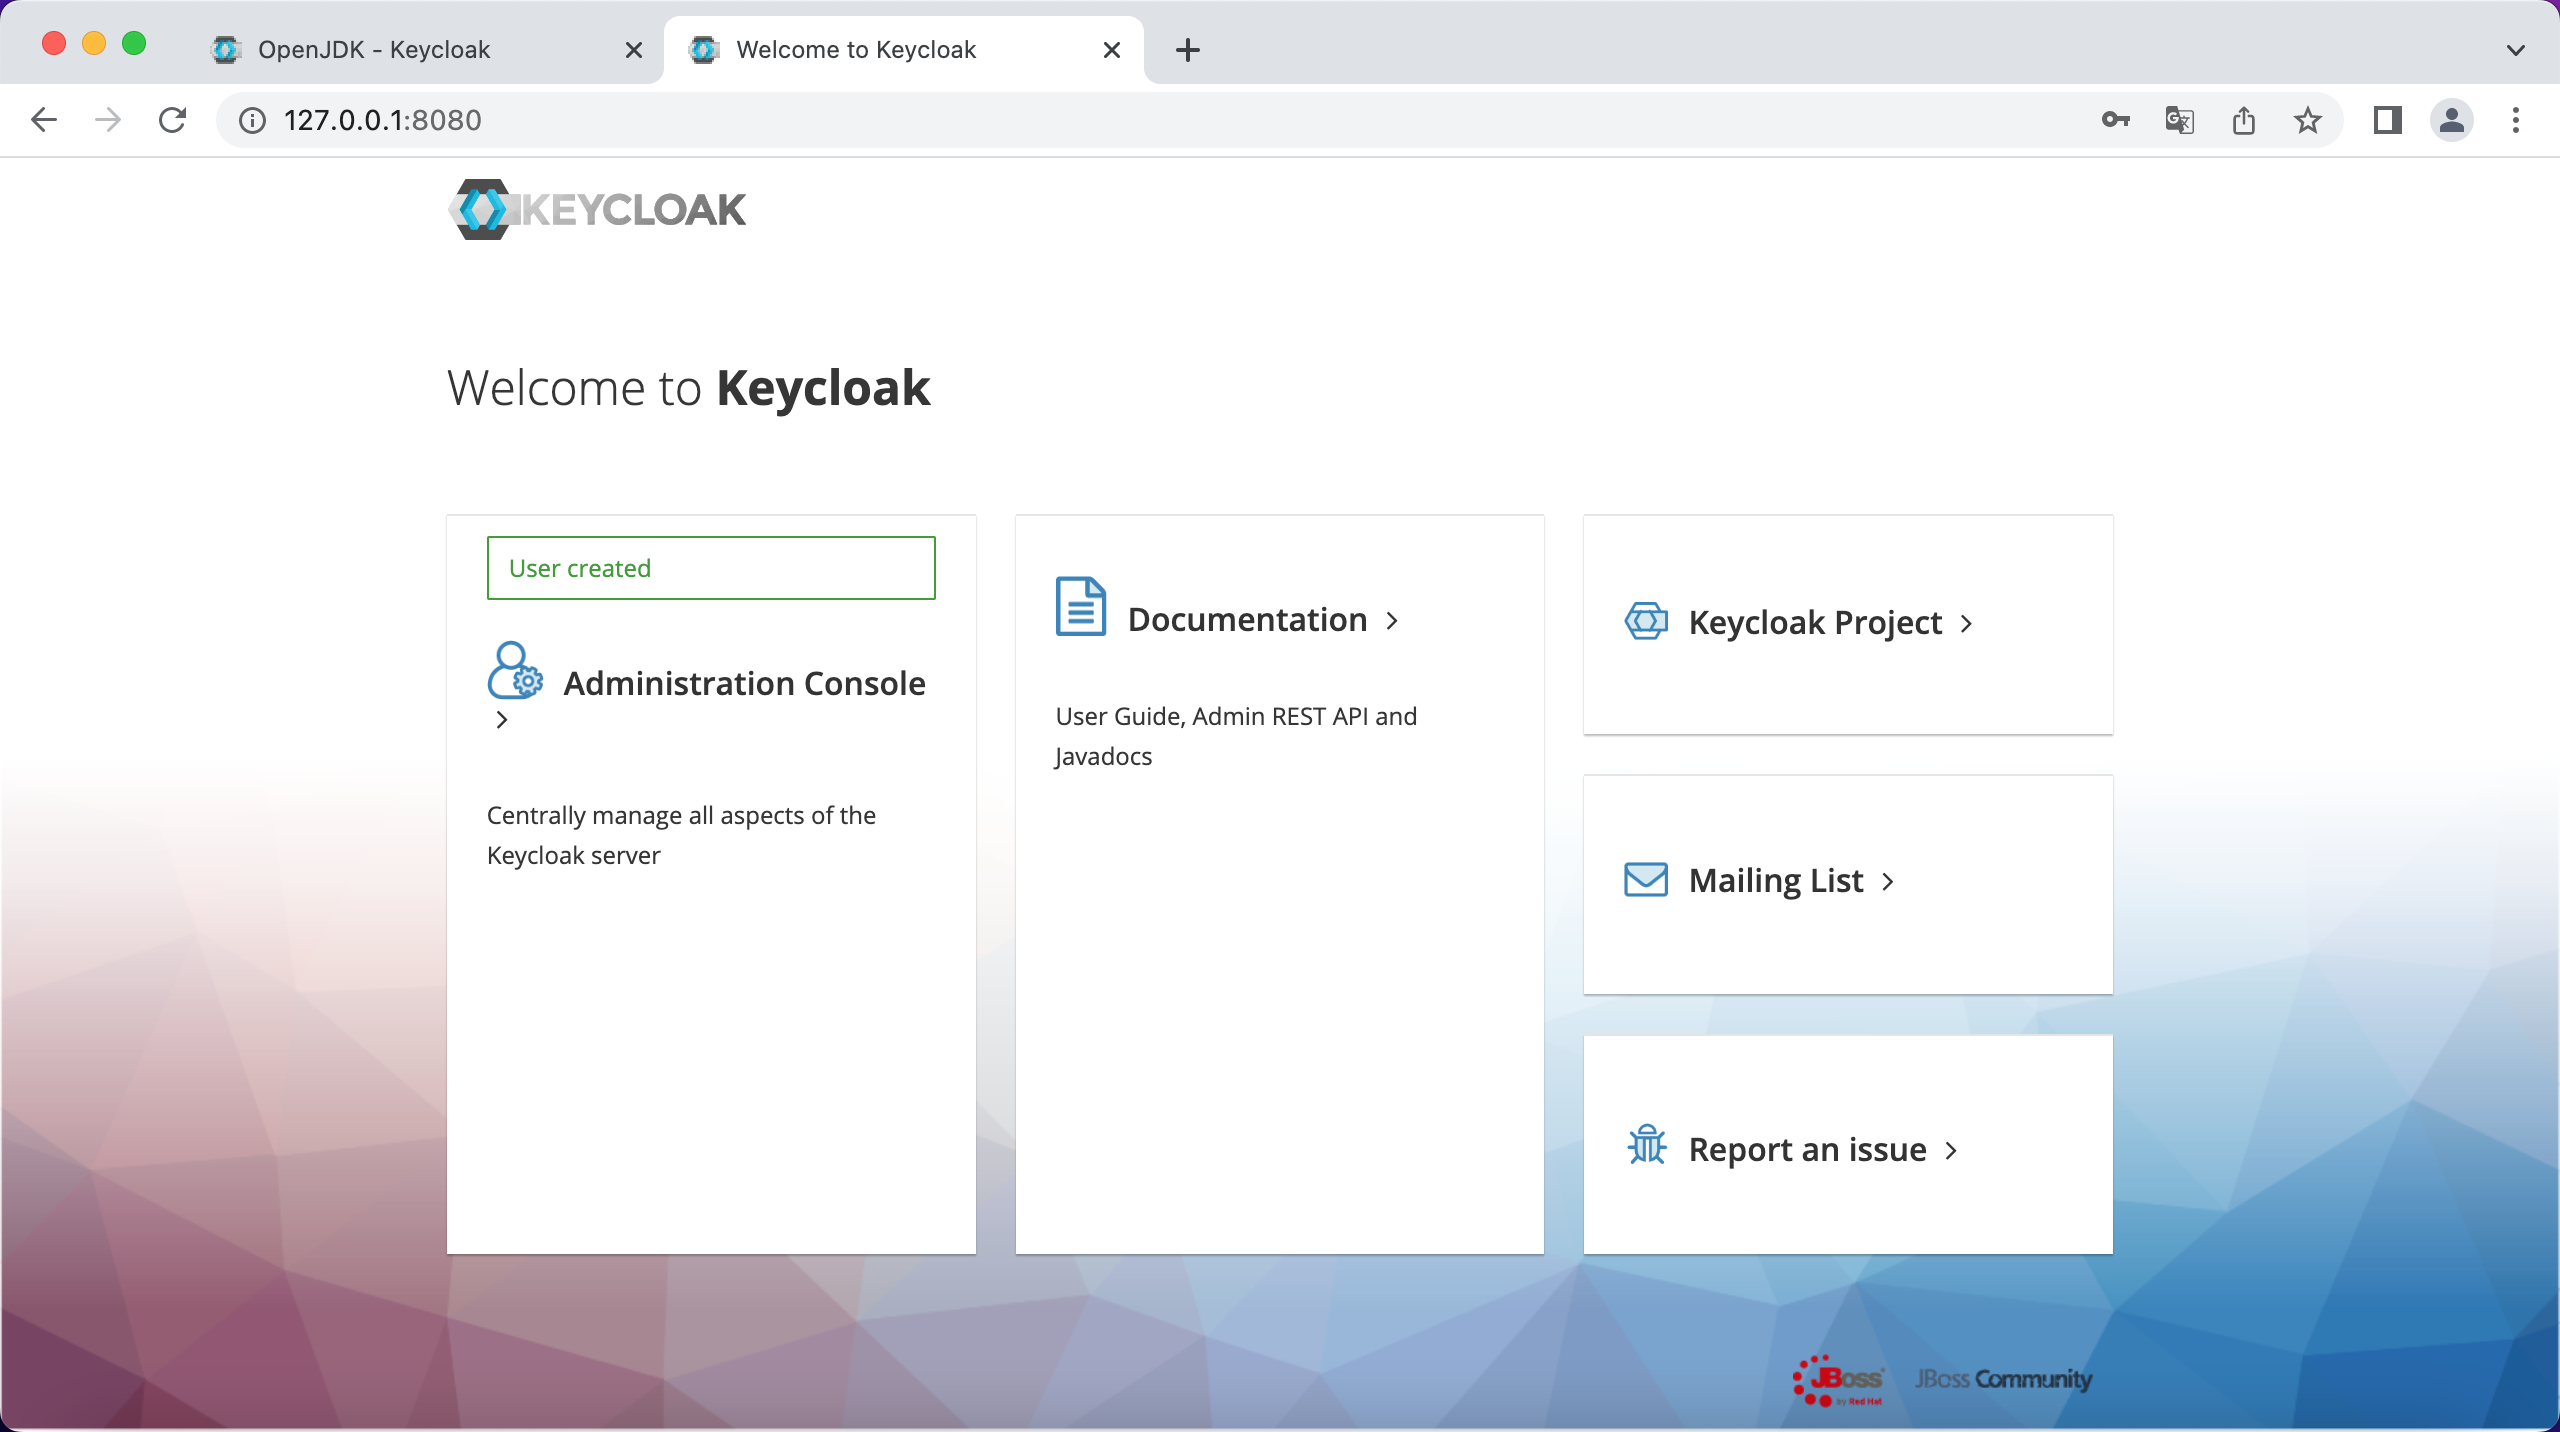 OpenJDK - Keycloak
Welcome to Keycloak
127.0.0.1:8080
KEYCLOAK
Welcome to Keycloak
User created
Administration Console
Centrally manage all aspects of the
Keycloak server
Documentation
User Guide, Admin REST API and
Javadocs
Keycloak Project
Mailing List
Report an issue
JBoss
by Red Hat
JBoss Community